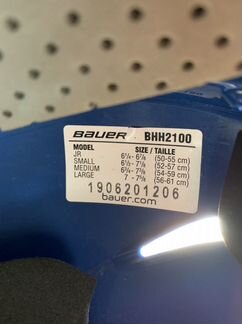 BAUER BHH2100
MODEL SIZE / TAILLE
JR 6¼ - 6⅞ (50-55 cm)
SMALL 6½ - 7⅛ (52-57 cm)
MEDIUM 6¾ - 7⅜ (54-59 cm)
LARGE 7 - 7⅝ (56-61 cm)
1906201206
bauer.com